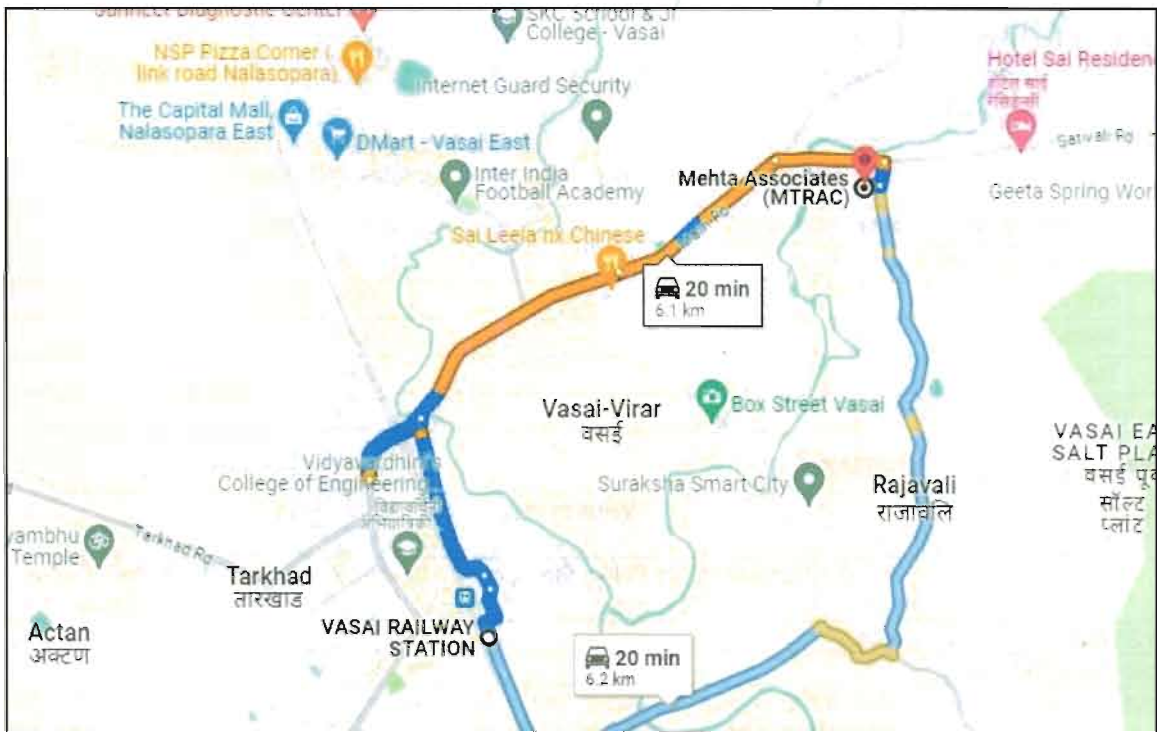 SKC School & Jr
College - Vasai
NSP Pizza Corner (
link road Nalasopara)
Hotel Sai Residen
हॉटेल साई
रेसिडेन्सी
Internet Guard Security
The Capital Mall,
Nalasopara East
DMart - Vasai East
Gativali Rd
Inter India
Football Academy
Mehta Associates
(MTRAC)
Geeta Spring Wor
Sai Leela nx Chinese
20 min
6.1 km
Vasai-Virar
वसई
Box Street Vasai
VASAI EA
SALT PLA
वसई पूर्व
सॉल्ट
प्लांट
Vidyavardhini's
College of Engineering
Suraksha Smart City
Rajavali
राजावलि
yambhu
Temple
Tarkhad Rd
Tarkhad
तारखाड
VASAI RAILWAY
STATION
Actan
अक्टण
20 min
6.2 km